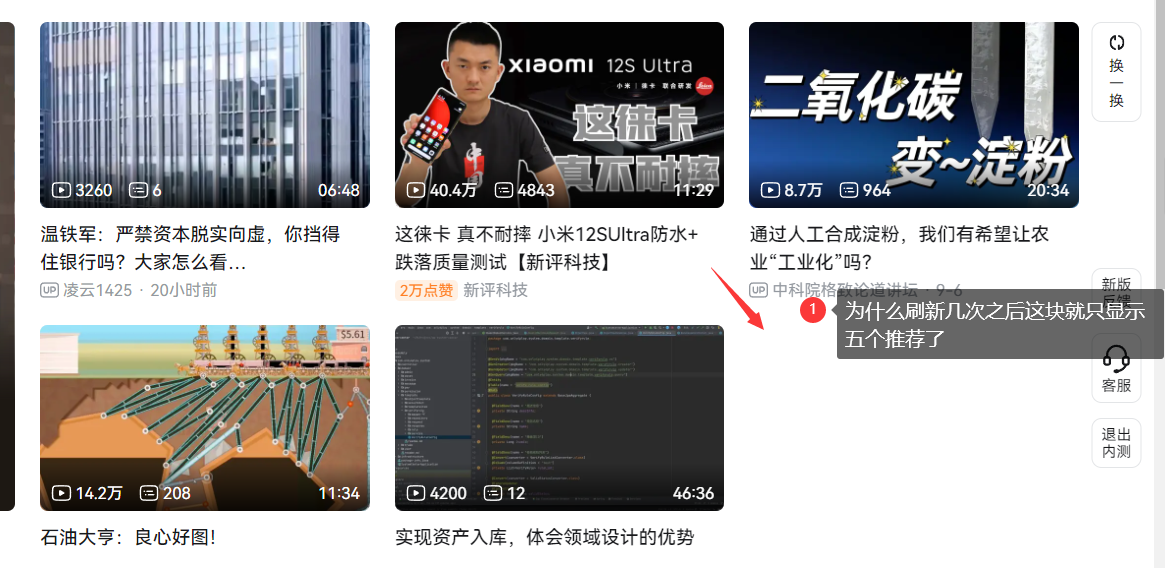 xiaomi 12S Ultra
小米 | 徕卡 联合研发
Leica
这徕卡
真不耐摔
二氧化碳
变~淀粉
换
一
换
3260 6 06:48
40.4万 4843 11:29
8.7万 964 20:34
温铁军：严禁资本脱实向虚，你挡得
住银行吗？大家怎么看…
UP 凌云1425 · 20小时前
这徕卡 真不耐摔 小米12SUltra防水+
跌落质量测试【新评科技】
2万点赞 新评科技
通过人工合成淀粉，我们有希望让农
业“工业化”吗？
UP 中科院格致论道讲坛 · 9-6
新版
反馈
1
为什么刷新几次之后这块就只显示
五个推荐了
$5.61
客服
退出
内测
14.2万 208 11:34
4200 12 46:36
石油大亨：良心好图！
实现资产入库，体会领域设计的优势